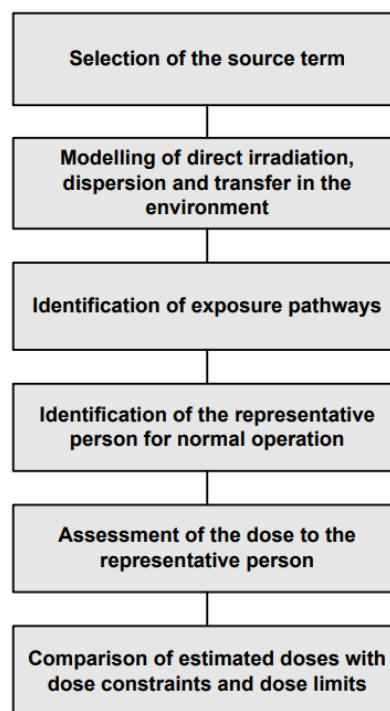 Selection of the source term
Modelling of direct irradiation,
dispersion and transfer in the
environment
Identification of exposure pathways
Identification of the representative
person for normal operation
Assessment of the dose to the
representative person
Comparison of estimated doses with
dose constraints and dose limits